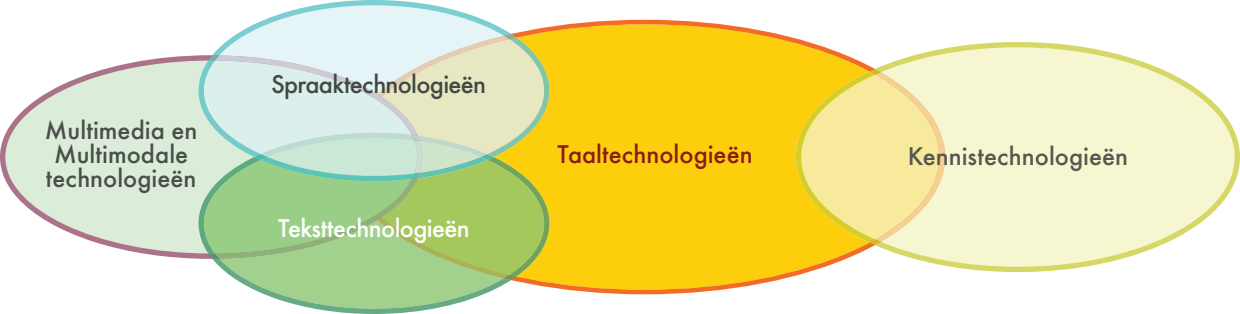 Spraaktechnologieën
Multimedia en
Multimodale
technologieën
Taaltechnologieën
Kennistechnologieën
Teksttechnologieën